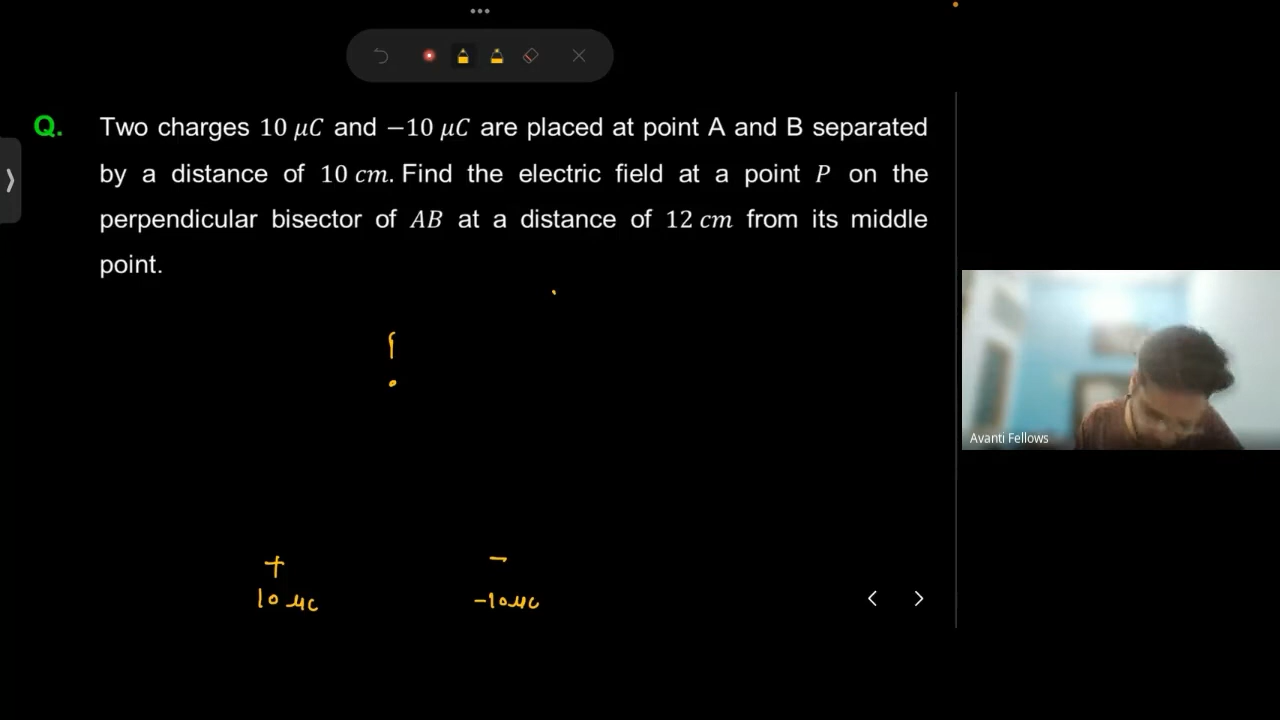 Q. Two charges 10 μC and −10 μC are placed at point A and B separated
by a distance of 10 cm. Find the electric field at a point P on the
perpendicular bisector of AB at a distance of 12 cm from its middle
point.
Avanti Fellows
+ −
10 μC −10μC